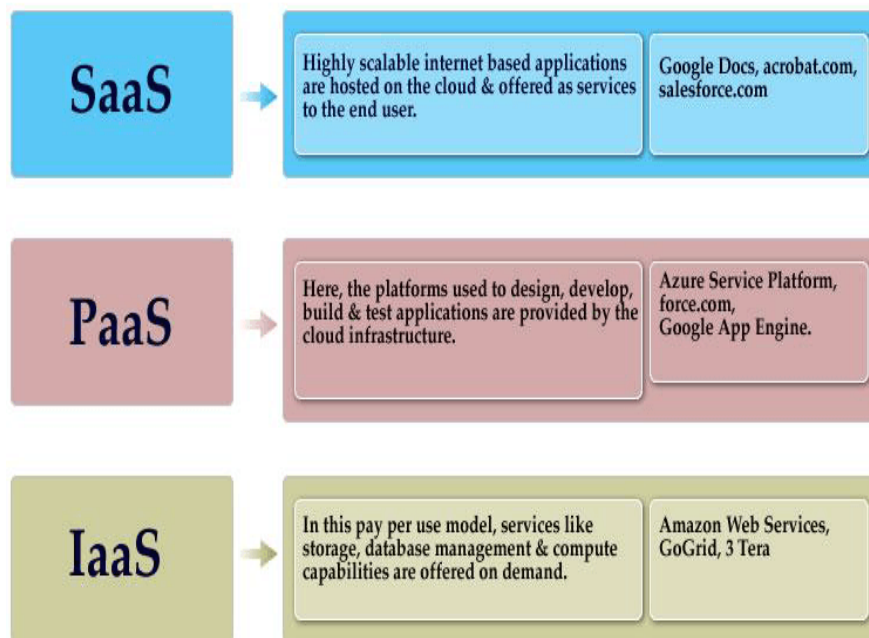 SaaS
Highly scalable internet based applications
are hosted on the cloud & offered as services
to the end user.
Google Docs, acrobat.com,
salesforce.com
PaaS
Here, the platforms used to design, develop,
build & test applications are provided by the
cloud infrastructure.
Azure Service Platform,
force.com,
Google App Engine.
IaaS
In this pay per use model, services like
storage, database management & compute
capabilities are offered on demand.
Amazon Web Services,
GoGrid, 3 Tera